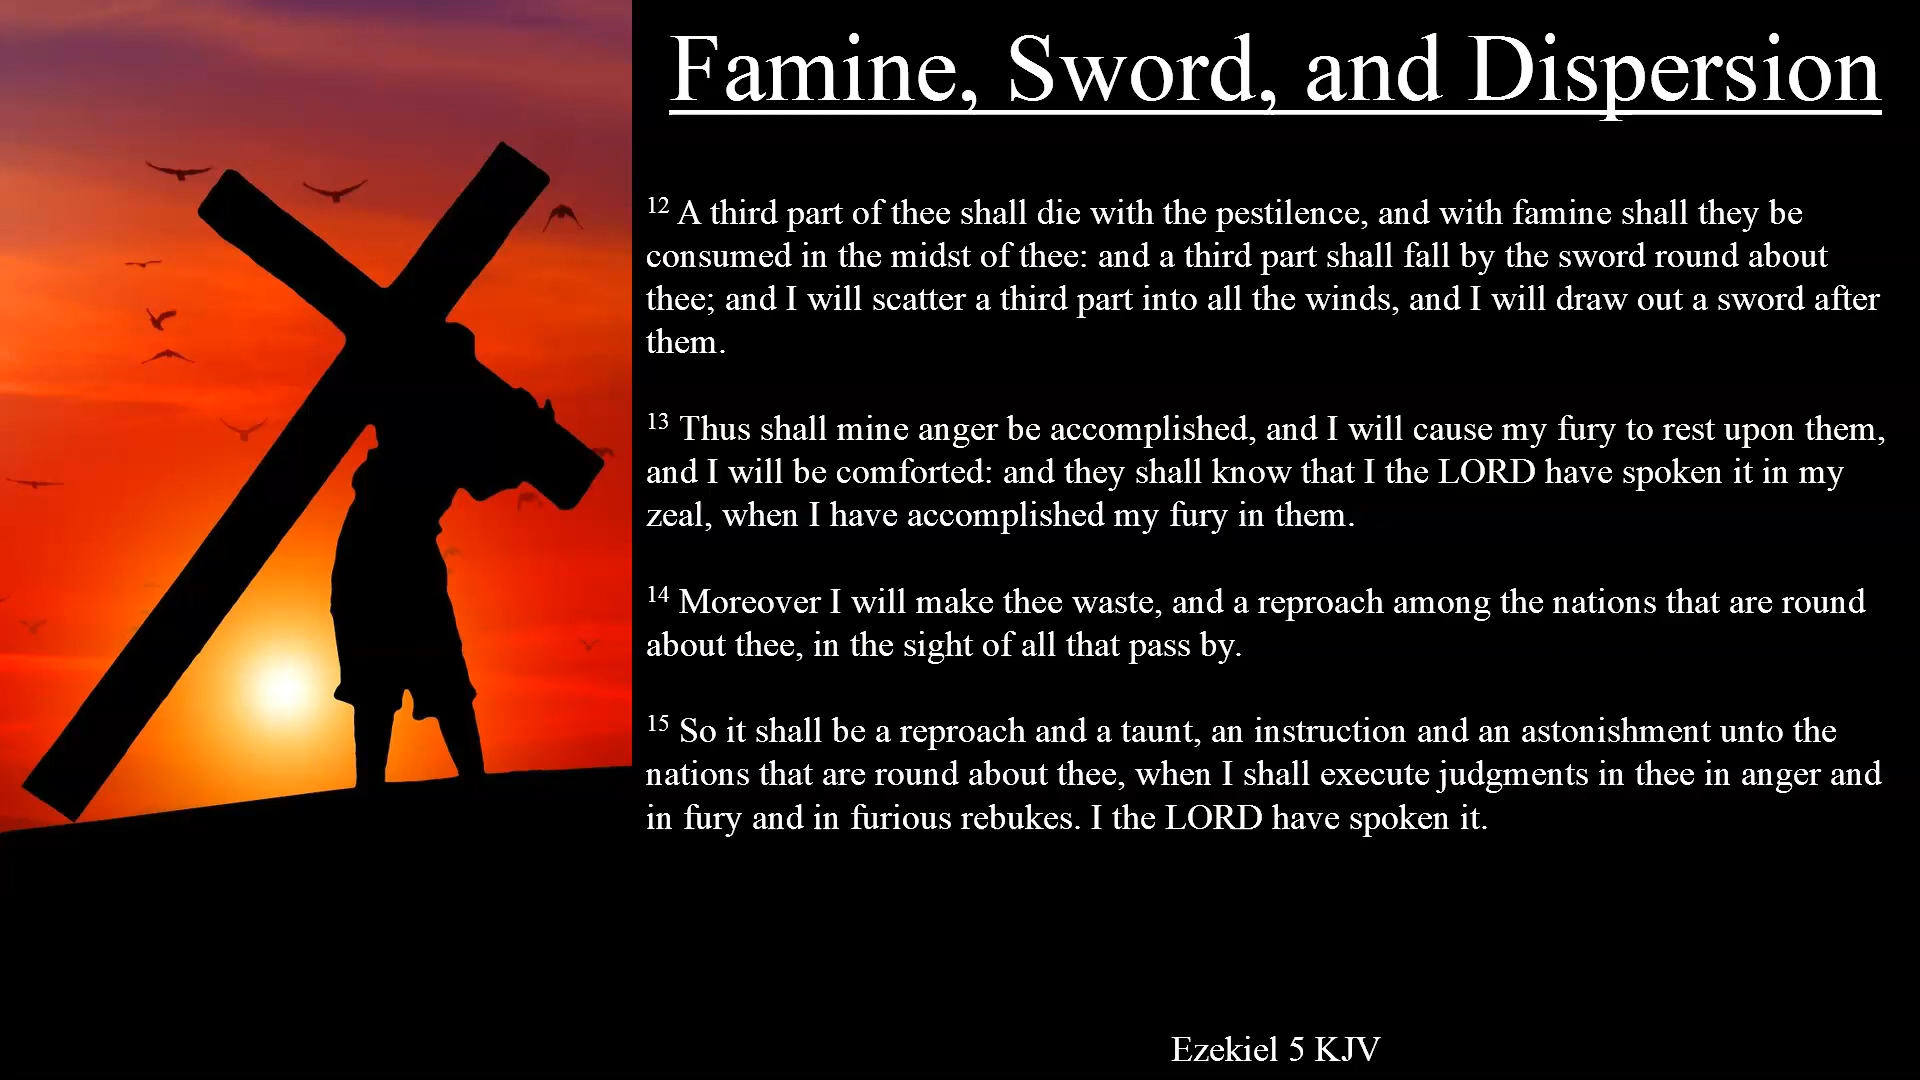 Famine, Sword, and Dispersion
12 A third part of thee shall die with the pestilence, and with famine shall they be
consumed in the midst of thee: and a third part shall fall by the sword round about
thee; and I will scatter a third part into all the winds, and I will draw out a sword after
them.
13 Thus shall mine anger be accomplished, and I will cause my fury to rest upon them,
and I will be comforted: and they shall know that I the LORD have spoken it in my
zeal, when I have accomplished my fury in them.
14 Moreover I will make thee waste, and a reproach among the nations that are round
about thee, in the sight of all that pass by.
15 So it shall be a reproach and a taunt, an instruction and an astonishment unto the
nations that are round about thee, when I shall execute judgments in thee in anger and
in fury and in furious rebukes. I the LORD have spoken it.
Ezekiel 5 KJV